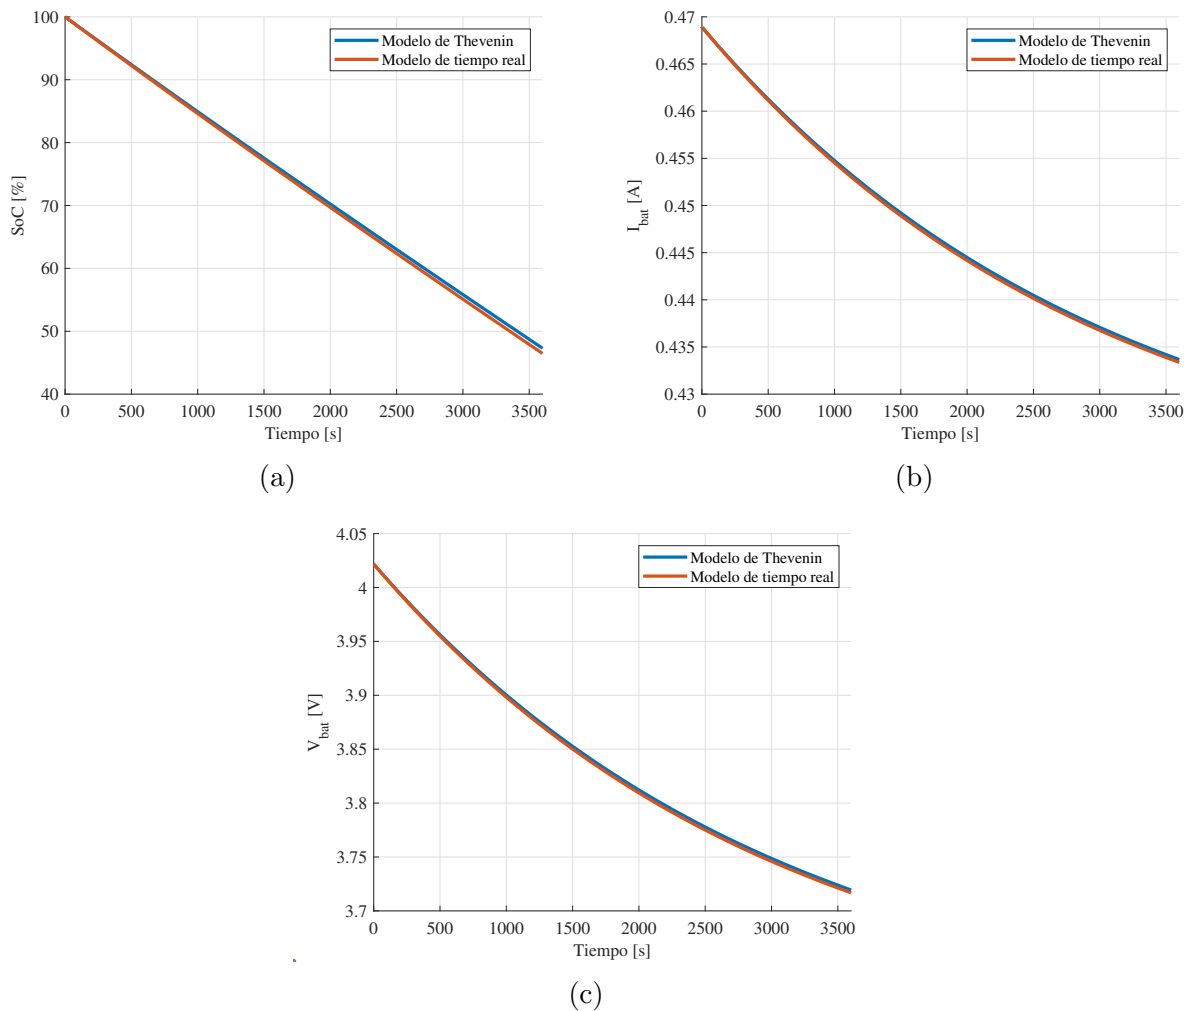 100
90
80
70
60
50
40
SoC [%]
0 500 1000 1500 2000 2500 3000 3500
Tiempo [s]
Modelo de Thevenin
Modelo de tiempo real
(a)
0.47
0.465
0.46
0.455
0.45
0.445
0.44
0.435
0.43
I_bat [A]
0 500 1000 1500 2000 2500 3000 3500
Tiempo [s]
Modelo de Thevenin
Modelo de tiempo real
(b)
4.05
4
3.95
3.9
3.85
3.8
3.75
3.7
V_bat [V]
0 500 1000 1500 2000 2500 3000 3500
Tiempo [s]
Modelo de Thevenin
Modelo de tiempo real
(c)